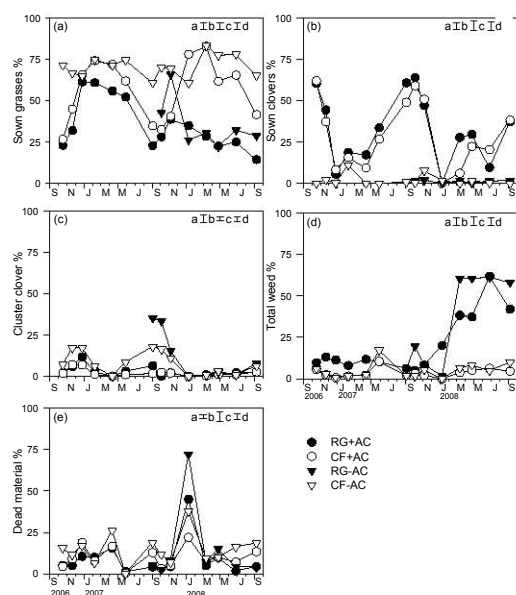 (a)
a b c d
Sown grasses %
100
75
50
25
0
S N J M M J S N J M M J S
(b)
a b c d
Sown clovers %
100
75
50
25
0
S N J M M J S N J M M J S
(c)
a b c d
Cluster clover %
100
75
50
25
0
(d)
a b c d
Total weed %
100
75
50
25
0
S N J M M J S N J M M J S
2006 2007 2008
(e)
a b c d
Dead material %
100
75
50
25
0
S N J M M J S N J M M J S
2006 2007 2008
RG+AC
CF+AC
RG-AC
CF-AC